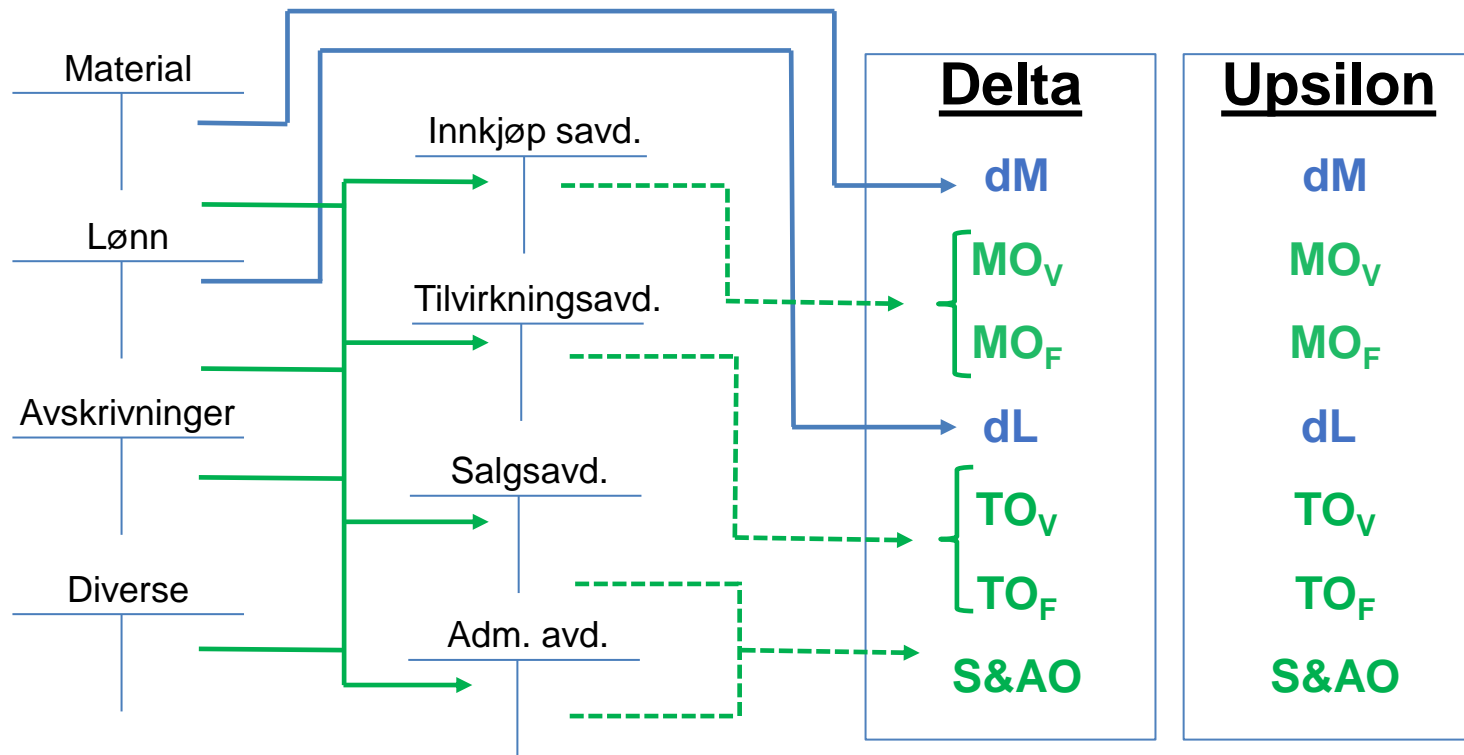 Material
Lønn
Avskrivninger
Diverse
Innkjøp savd.
Tilvirkningsavd.
Salgsavd.
Adm. avd.
Delta
dM
MOV
MOF
dL
TOV
TOF
S&AO
Upsilon
dM
MOV
MOF
dL
TOV
TOF
S&AO